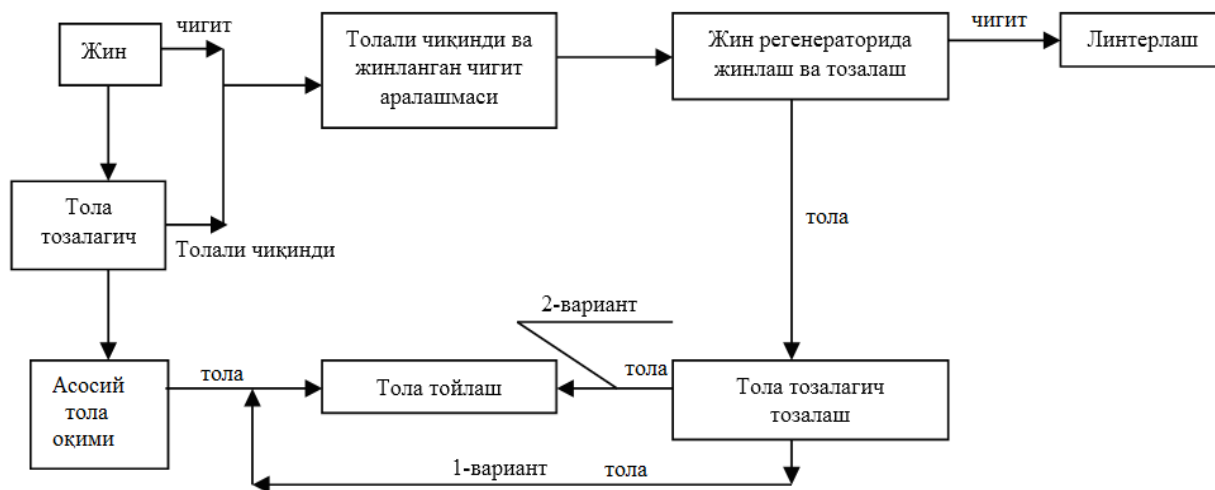 чигит
Жин
Толали чиқинди ва
жинланган чигит
аралашмаси
Жин регенераторида
жинлаш ва тозалаш
чигит
Линтерлаш
Тола
тозалагич
Толали чиқинди
тола
2-вариант
Асосий
тола
оқими
тола
Тола тойлаш
тола
Тола тозалагич
тозалаш
1-вариант
тола